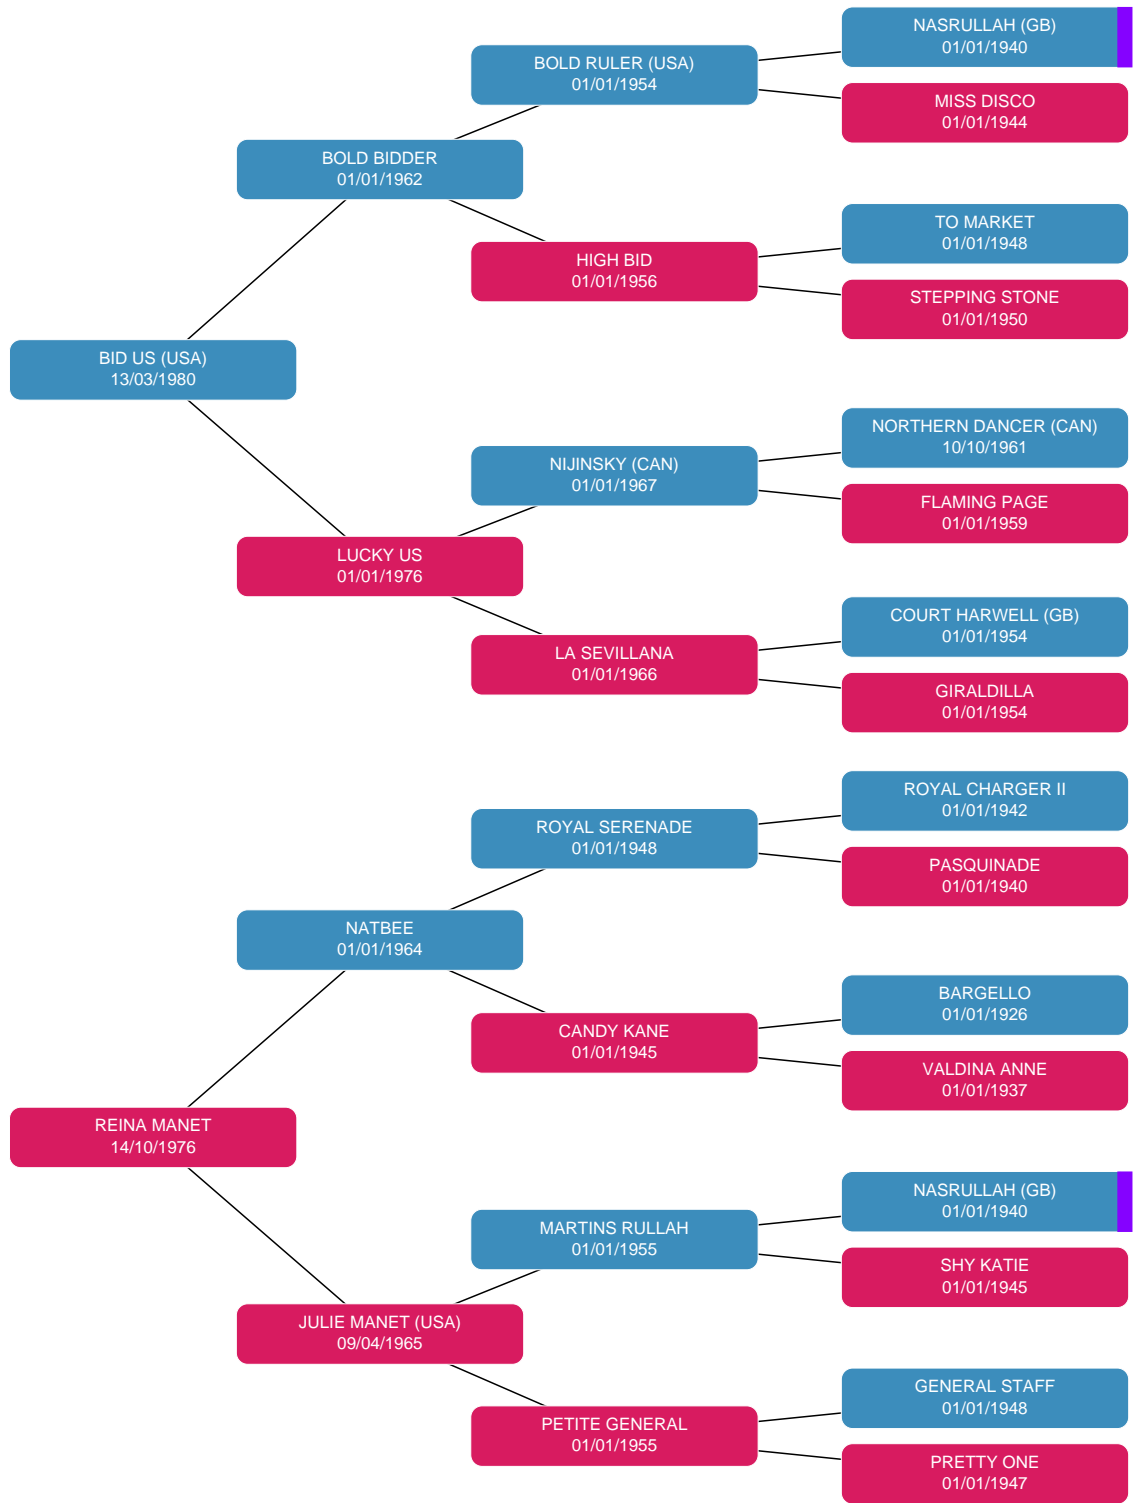 NASRULLAH (GB)
01/01/1940
BOLD RULER (USA)
01/01/1954
MISS DISCO
01/01/1944
BOLD BIDDER
01/01/1962
TO MARKET
01/01/1948
HIGH BID
01/01/1956
STEPPING STONE
01/01/1950
BID US (USA)
13/03/1980
NORTHERN DANCER (CAN)
10/10/1961
NIJINSKY (CAN)
01/01/1967
FLAMING PAGE
01/01/1959
LUCKY US
01/01/1976
COURT HARWELL (GB)
01/01/1954
LA SEVILLANA
01/01/1966
GIRALDILLA
01/01/1954
ROYAL CHARGER II
01/01/1942
ROYAL SERENADE
01/01/1948
PASQUINADE
01/01/1940
NATBEE
01/01/1964
BARGELLO
01/01/1926
CANDY KANE
01/01/1945
VALDINA ANNE
01/01/1937
REINA MANET
14/10/1976
NASRULLAH (GB)
01/01/1940
MARTINS RULLAH
01/01/1955
SHY KATIE
01/01/1945
JULIE MANET (USA)
09/04/1965
GENERAL STAFF
01/01/1948
PETITE GENERAL
01/01/1955
PRETTY ONE
01/01/1947